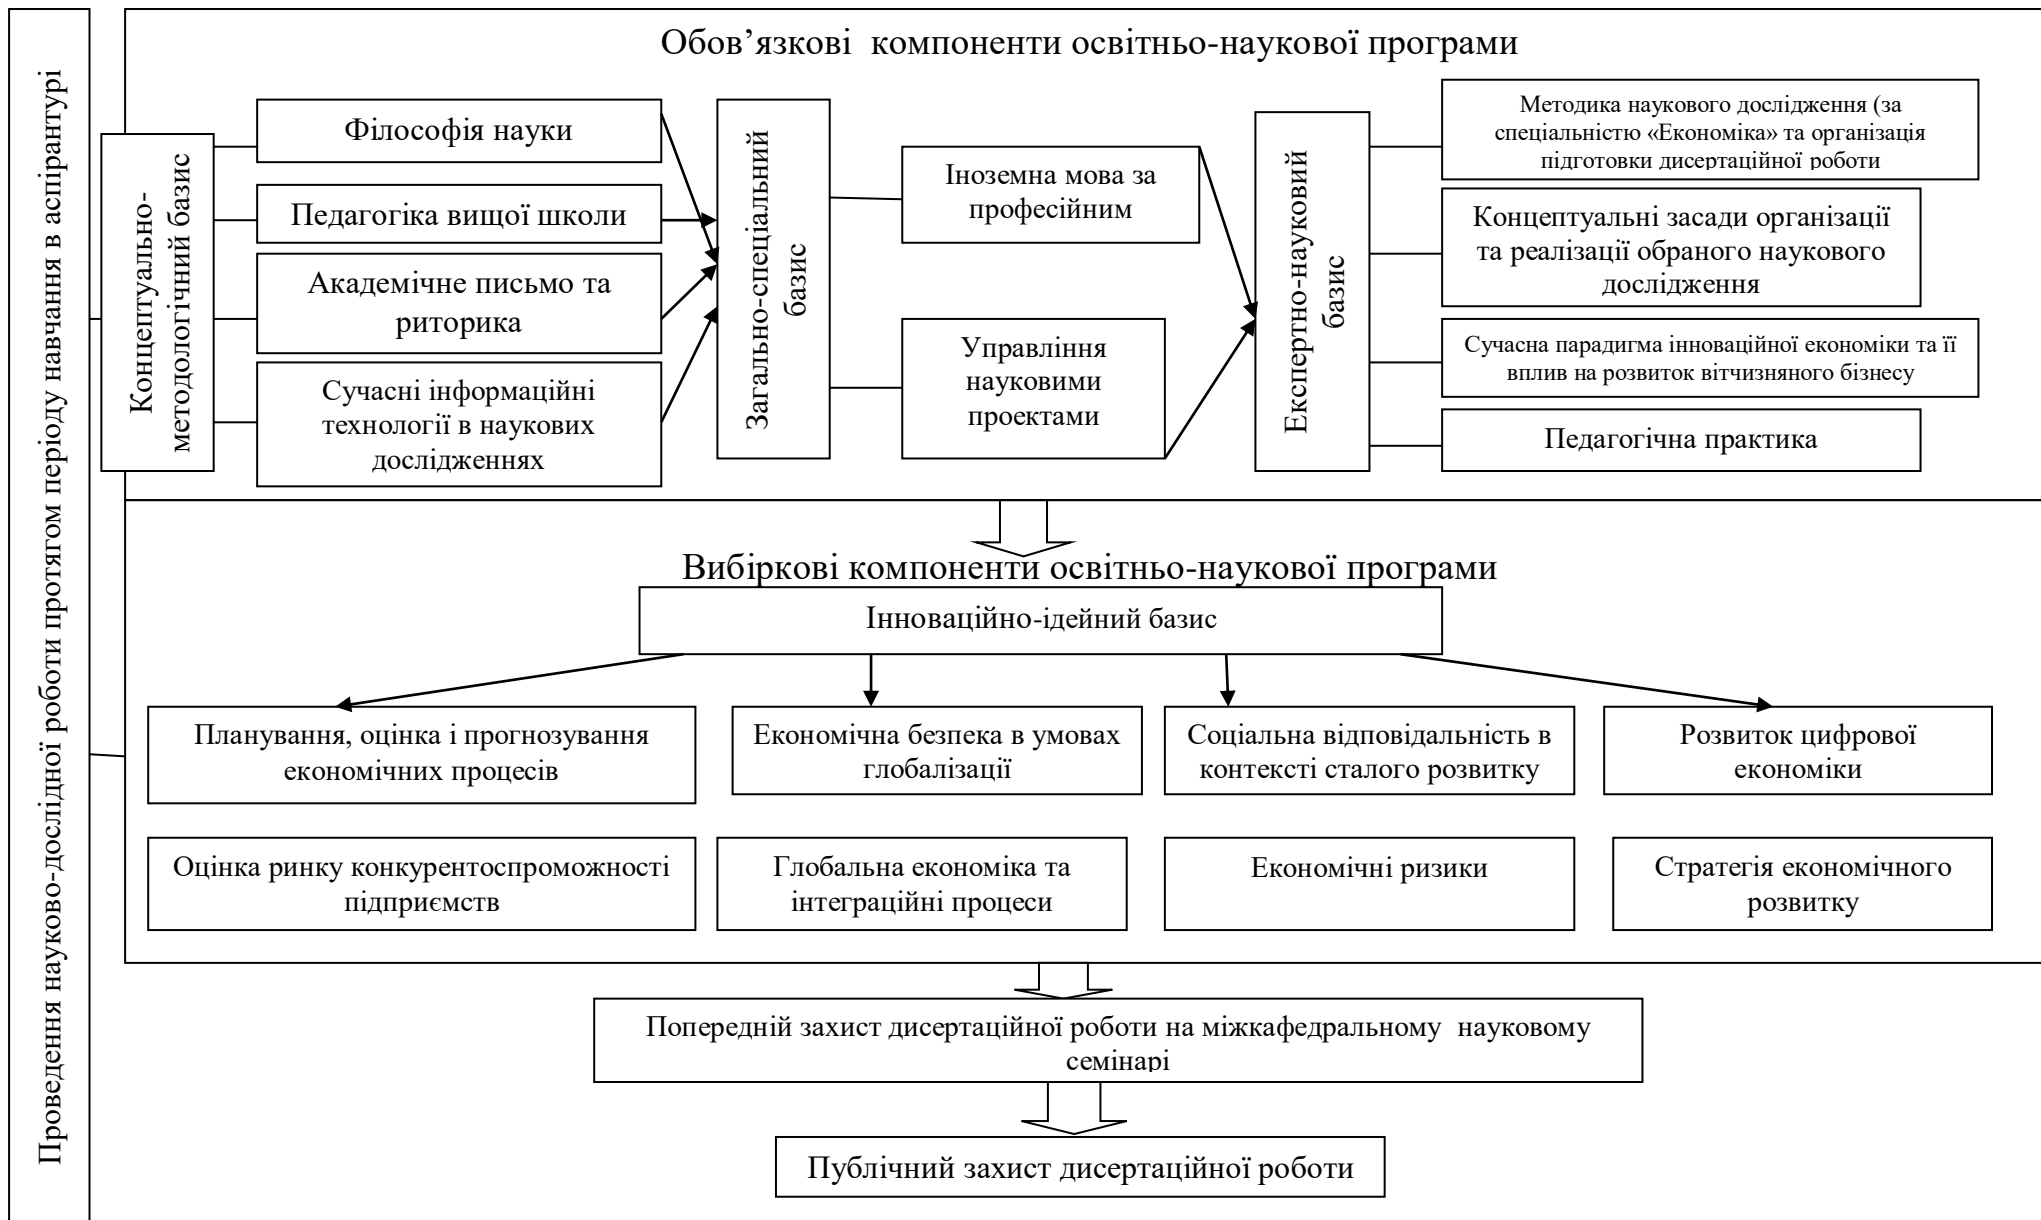 Проведення науково-дослідної роботи протягом періоду навчання в аспірантурі
Обов’язкові компоненти освітньо-наукової програми
Концептуально-
методологічний базис
Філософія науки
Педагогіка вищої школи
Академічне письмо та
риторика
Сучасні інформаційні
технології в наукових
дослідженнях
Загально-спеціальний
базис
Іноземна мова за
професійним
Управління
науковими
проектами
Експертно-науковий
базис
Методика наукового дослідження (за
спеціальністю «Економіка» та організація
підготовки дисертаційної роботи
Концептуальні засади організації
та реалізації обраного наукового
дослідження
Сучасна парадигма інноваційної економіки та її
вплив на розвиток вітчизняного бізнесу
Педагогічна практика
Вибіркові компоненти освітньо-наукової програми
Інноваційно-ідейний базис
Планування, оцінка і прогнозування
економічних процесів
Економічна безпека в умовах
глобалізації
Соціальна відповідальність в
контексті сталого розвитку
Розвиток цифрової
економіки
Оцінка ринку конкурентоспроможності
підприємств
Глобальна економіка та
інтеграційні процеси
Економічні ризики
Стратегія економічного
розвитку
Попередній захист дисертаційної роботи на міжкафедральному науковому
семінарі
Публічний захист дисертаційної роботи